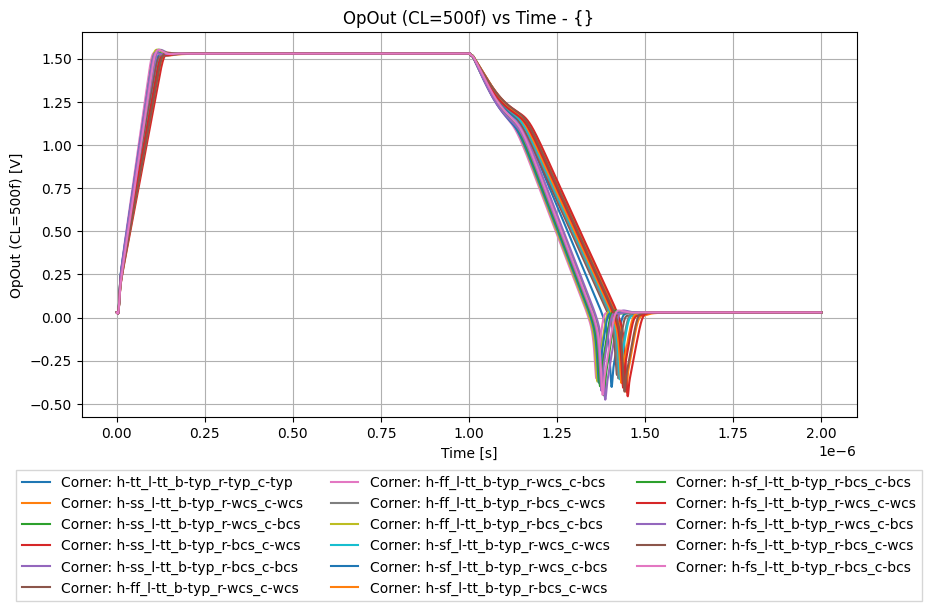 OpOut (CL=500f) vs Time - {}
OpOut (CL=500f) [V]
1.50
1.25
1.00
0.75
0.50
0.25
0.00
−0.25
−0.50
0.00 0.25 0.50 0.75 1.00 1.25 1.50 1.75 2.00
1e−6
Time [s]
Corner: h-tt_l-tt_b-typ_r-typ_c-typ
Corner: h-ss_l-tt_b-typ_r-wcs_c-wcs
Corner: h-ss_l-tt_b-typ_r-wcs_c-bcs
Corner: h-ss_l-tt_b-typ_r-bcs_c-wcs
Corner: h-ss_l-tt_b-typ_r-bcs_c-bcs
Corner: h-ff_l-tt_b-typ_r-wcs_c-wcs
Corner: h-ff_l-tt_b-typ_r-wcs_c-bcs
Corner: h-ff_l-tt_b-typ_r-bcs_c-wcs
Corner: h-ff_l-tt_b-typ_r-bcs_c-bcs
Corner: h-sf_l-tt_b-typ_r-wcs_c-wcs
Corner: h-sf_l-tt_b-typ_r-wcs_c-bcs
Corner: h-sf_l-tt_b-typ_r-bcs_c-wcs
Corner: h-sf_l-tt_b-typ_r-bcs_c-bcs
Corner: h-fs_l-tt_b-typ_r-wcs_c-wcs
Corner: h-fs_l-tt_b-typ_r-wcs_c-bcs
Corner: h-fs_l-tt_b-typ_r-bcs_c-wcs
Corner: h-fs_l-tt_b-typ_r-bcs_c-bcs